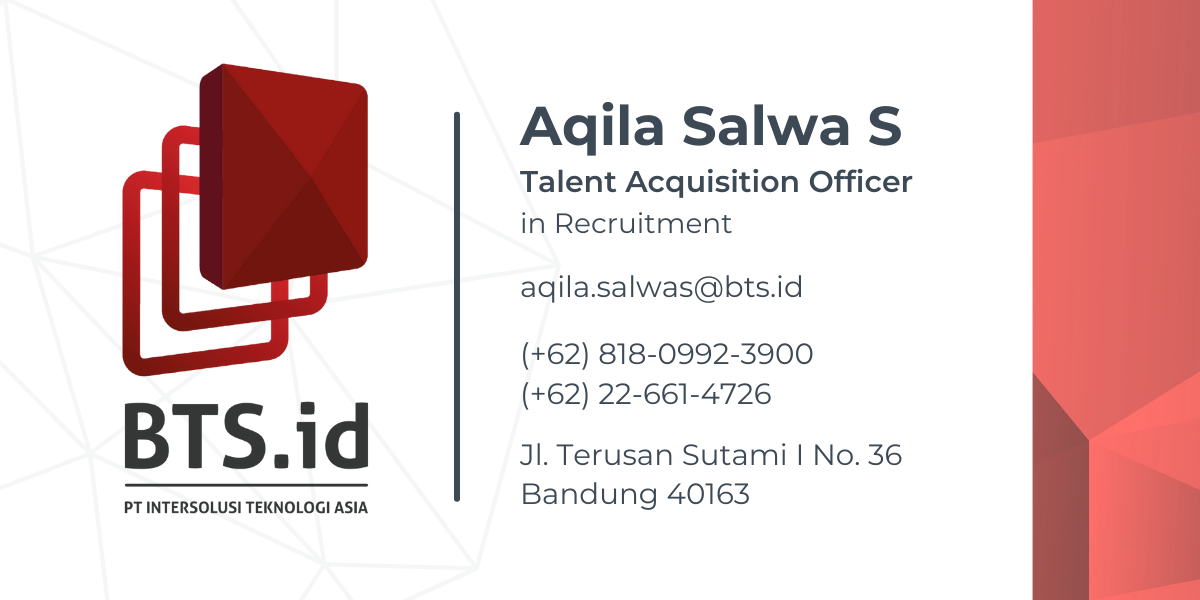 BTS.id
PT INTERSOLUSI TEKNOLOGI ASIA
Aqila Salwa S
Talent Acquisition Officer
in Recruitment
aqila.salwas@bts.id
(+62) 818-0992-3900
(+62) 22-661-4726
Jl. Terusan Sutami I No. 36
Bandung 40163